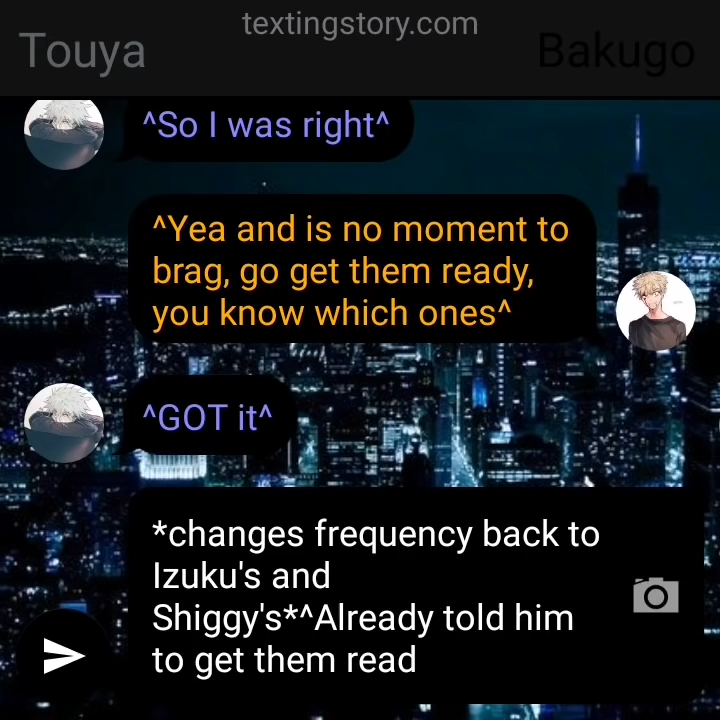 textingstory.com
Touya
Bakugo
^So I was right^
^Yea and is no moment to
brag, go get them ready,
you know which ones^
^GOT it^
*changes frequency back to
Izuku's and
Shiggy's*^Already told him
to get them read